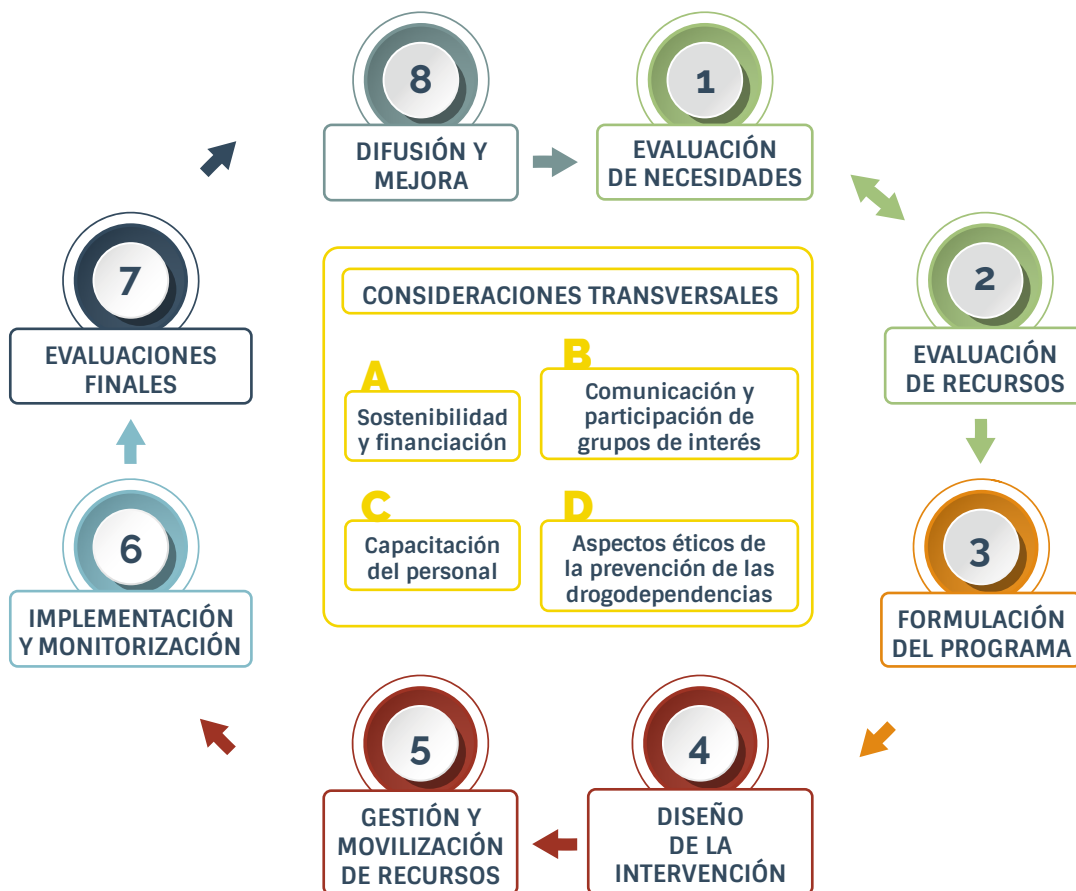 1
EVALUACIÓN
DE NECESIDADES
2
EVALUACIÓN
DE RECURSOS
3
FORMULACIÓN
DEL PROGRAMA
4
DISEÑO
DE LA
INTERVENCIÓN
5
GESTIÓN Y
MOVILIZACIÓN
DE RECURSOS
6
IMPLEMENTACIÓN
Y MONITORIZACIÓN
7
EVALUACIONES
FINALES
8
DIFUSIÓN Y
MEJORA
CONSIDERACIONES TRANSVERSALES
A
Sostenibilidad
y financiación
B
Comunicación y
participación de
grupos de interés
C
Capacitación
del personal
D
Aspectos éticos de
la prevención de las
drogodependencias